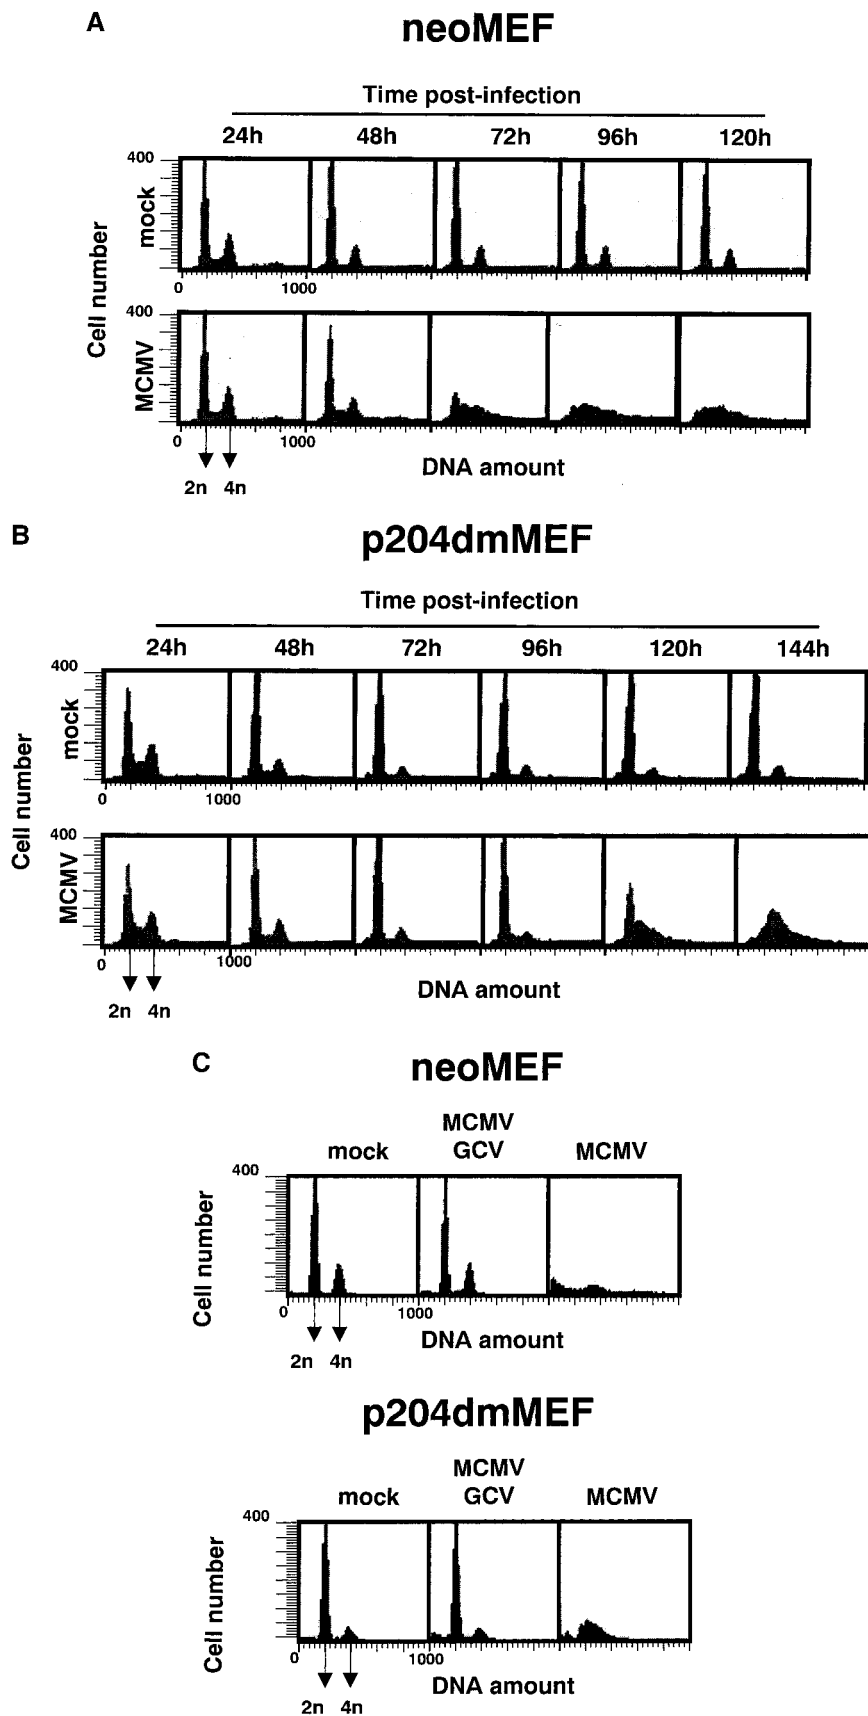 A
neoMEF
Time post-infection
24h 48h 72h 96h 120h
400
mock
Cell number
0 1000
400
MCMV
0 1000
DNA amount
2n 4n
B
p204dmMEF
Time post-infection
24h 48h 72h 96h 120h 144h
400
mock
Cell number
0 1000
400
MCMV
0 1000
DNA amount
2n 4n
C
neoMEF
mock MCMV GCV MCMV
400
Cell number
0 1000
DNA amount
2n 4n
p204dmMEF
mock MCMV GCV MCMV
400
Cell number
0 1000
DNA amount
2n 4n